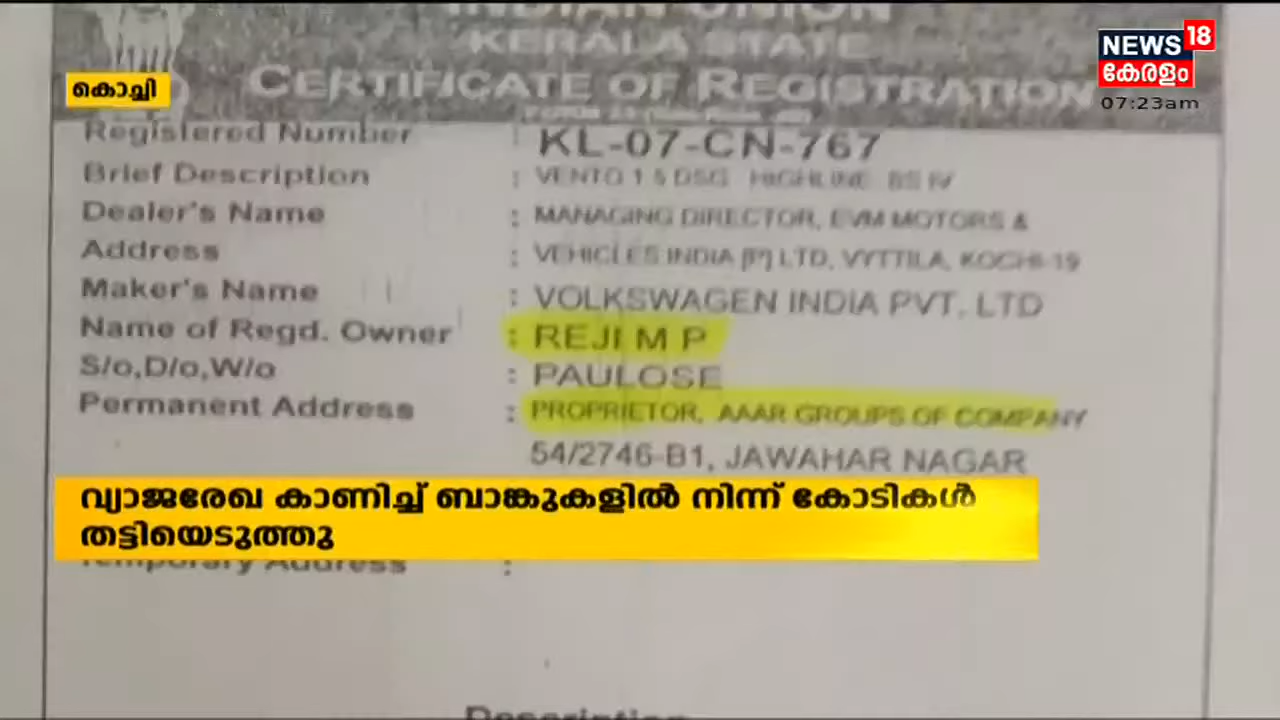 INDIAN UNION
KERALA STATE
CERTIFICATE OF REGISTRATION
NEWS 18
കേരളം
07:23am
കൊച്ചി
Registered Number : KL-07-CN-767
Brief Description : VENTO 1.5 DSG HIGHLINE BS IV
Dealer's Name : MANAGING DIRECTOR, EVM MOTORS &
Address : VEHICLES INDIA [P] LTD, VYTTILA, KOCHI-19
Maker's Name : VOLKSWAGEN INDIA PVT. LTD
Name of Regd. Owner : REJI M P
S/o,D/o,W/o : PAULOSE
Permanent Address : PROPRIETOR, AAAR GROUPS OF COMPANY
54/2746-B1, JAWAHAR NAGAR
വ്യാജരേഖ കാണിച്ച് ബാങ്കുകളിൽ നിന്ന് കോടികൾ
തട്ടിയെടുത്തു
Temporary Address :
Description